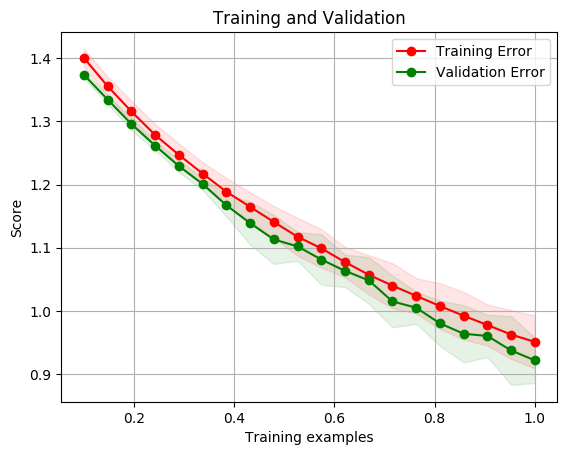 Training and Validation
Training Error
Validation Error
Score
1.4
1.3
1.2
1.1
1.0
0.9
0.2
0.4
0.6
0.8
1.0
Training examples